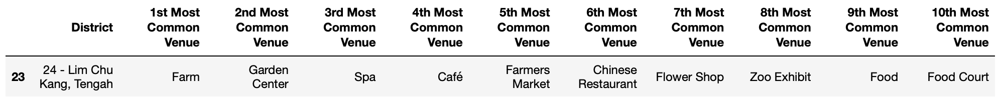 District 1st Most Common Venue 2nd Most Common Venue 3rd Most Common Venue 4th Most Common Venue 5th Most Common Venue 6th Most Common Venue 7th Most Common Venue 8th Most Common Venue 9th Most Common Venue 10th Most Common Venue
23 24 - Lim Chu Kang, Tengah Farm Garden Center Spa Café Farmers Market Chinese Restaurant Flower Shop Zoo Exhibit Food Food Court